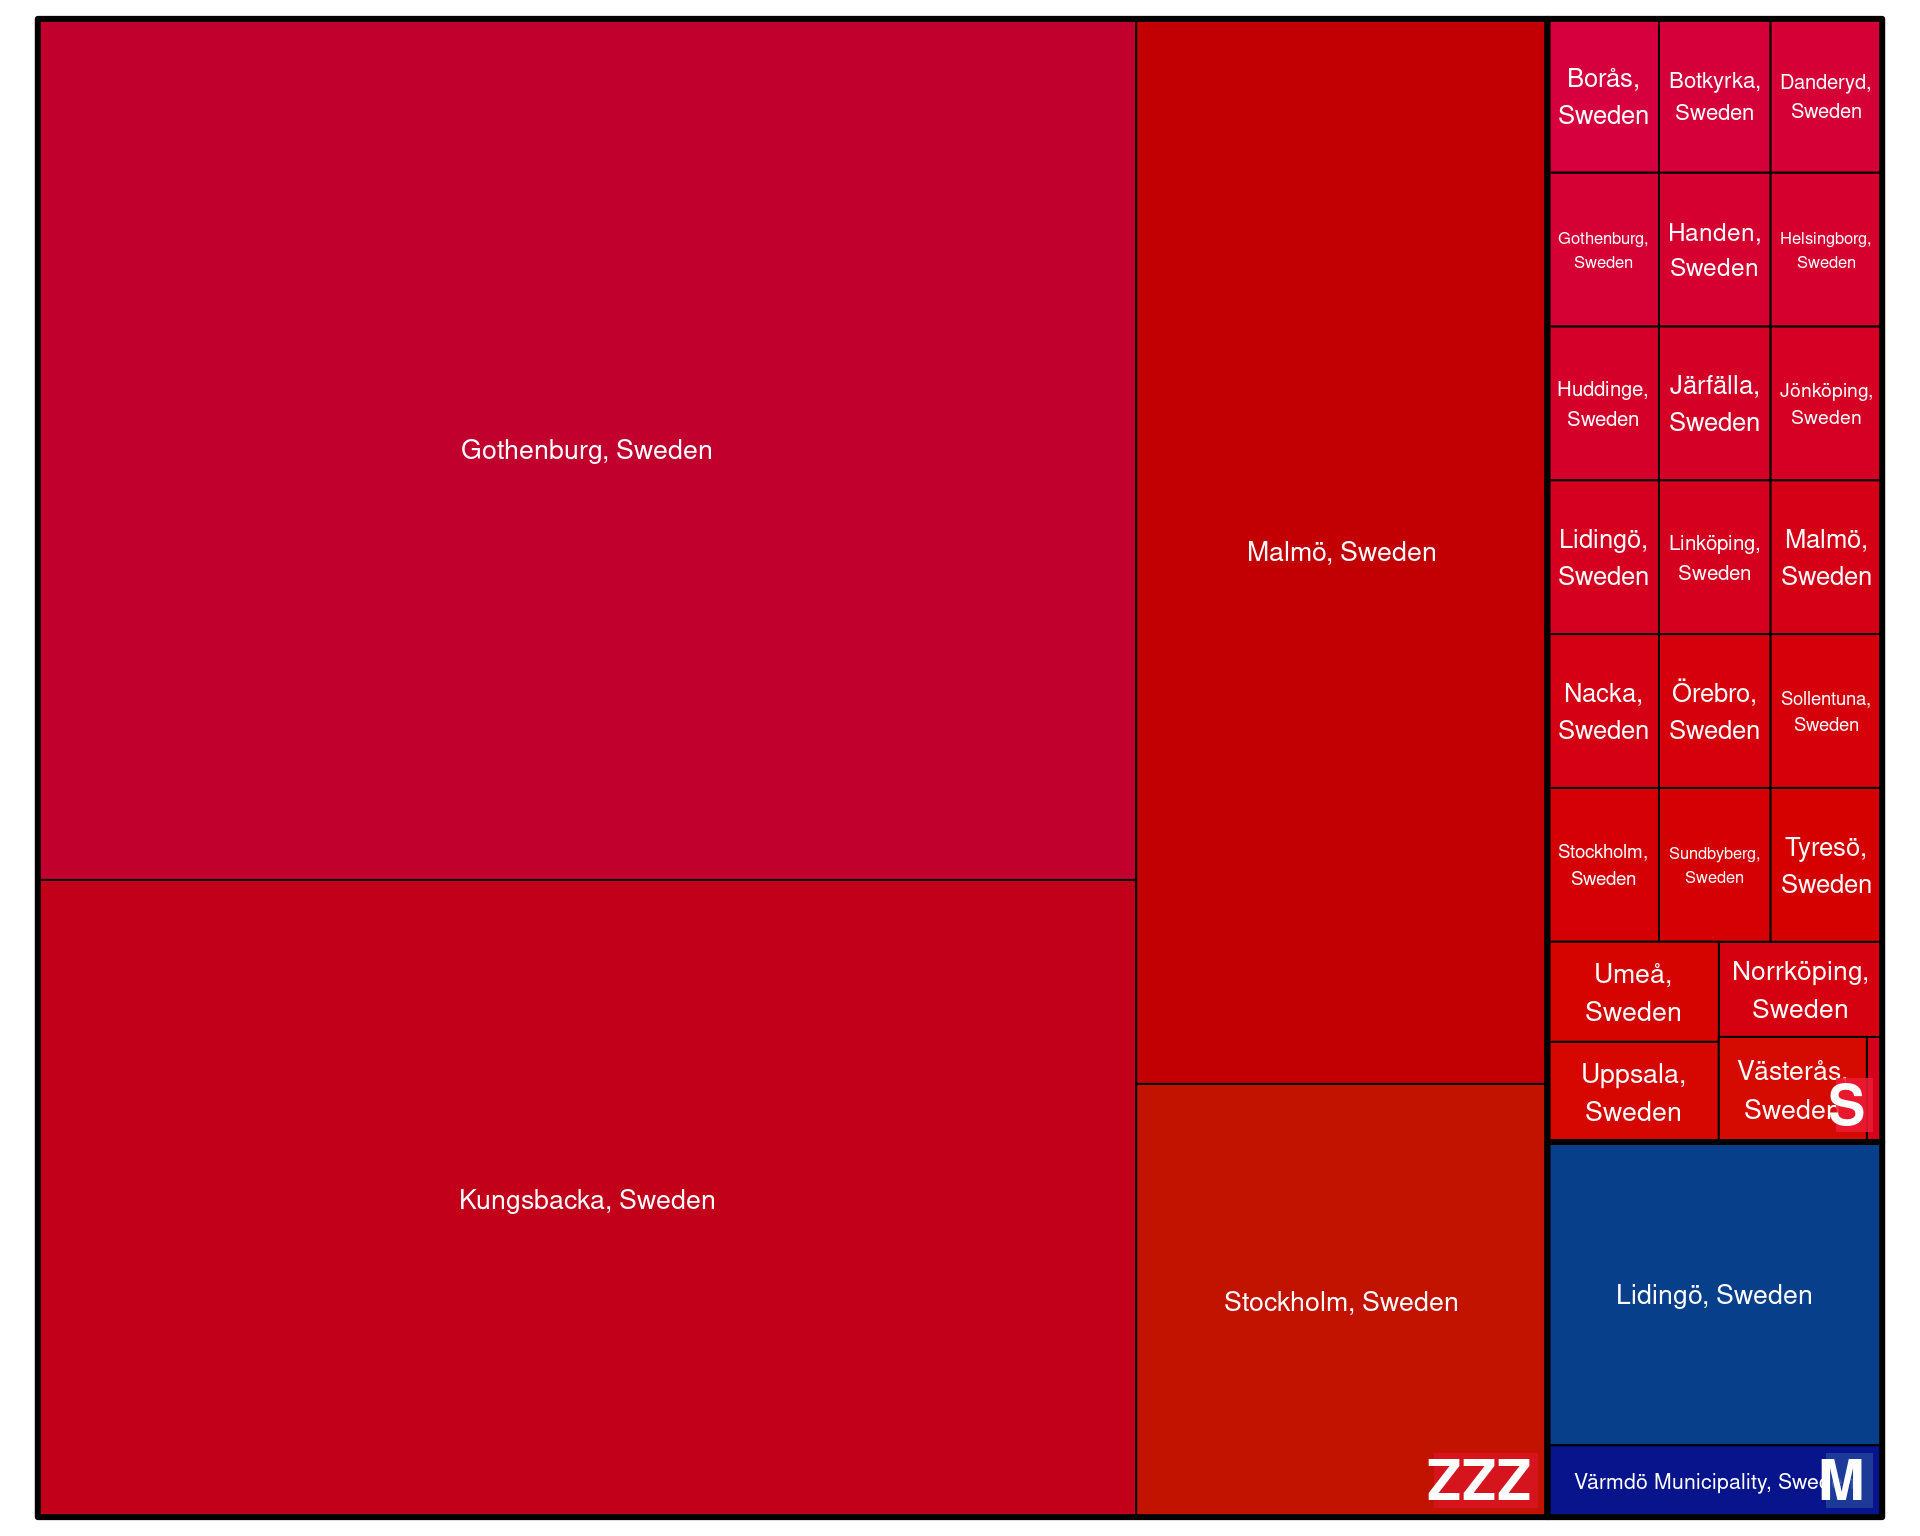 Gothenburg, Sweden
Kungsbacka, Sweden
Malmö, Sweden
Stockholm, Sweden
ZZZ
Borås,
Sweden
Botkyrka,
Sweden
Danderyd,
Sweden
Gothenburg,
Sweden
Handen,
Sweden
Helsingborg,
Sweden
Huddinge,
Sweden
Järfälla,
Sweden
Jönköping,
Sweden
Lidingö,
Sweden
Linköping,
Sweden
Malmö,
Sweden
Nacka,
Sweden
Örebro,
Sweden
Sollentuna,
Sweden
Stockholm,
Sweden
Sundbyberg,
Sweden
Tyresö,
Sweden
Umeå,
Sweden
Norrköping,
Sweden
Uppsala,
Sweden
Västerås,
Sweden
S
Lidingö, Sweden
Värmdö Municipality, Swed
M